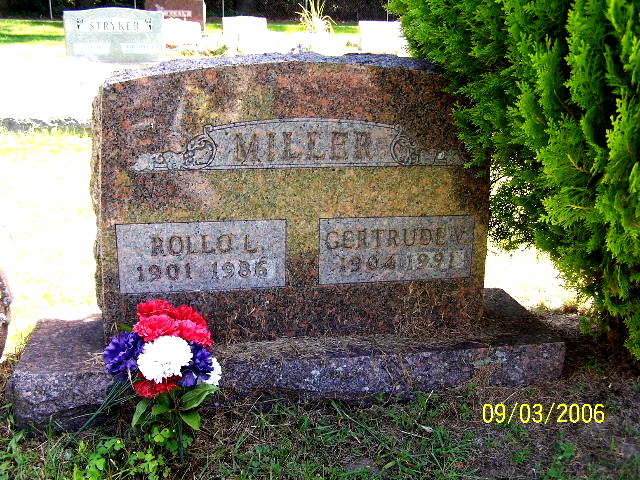 STRYKER
MILLER
ROLLO L.
1901 1986
GERTRUDE V.
1904 1991
09/03/2006